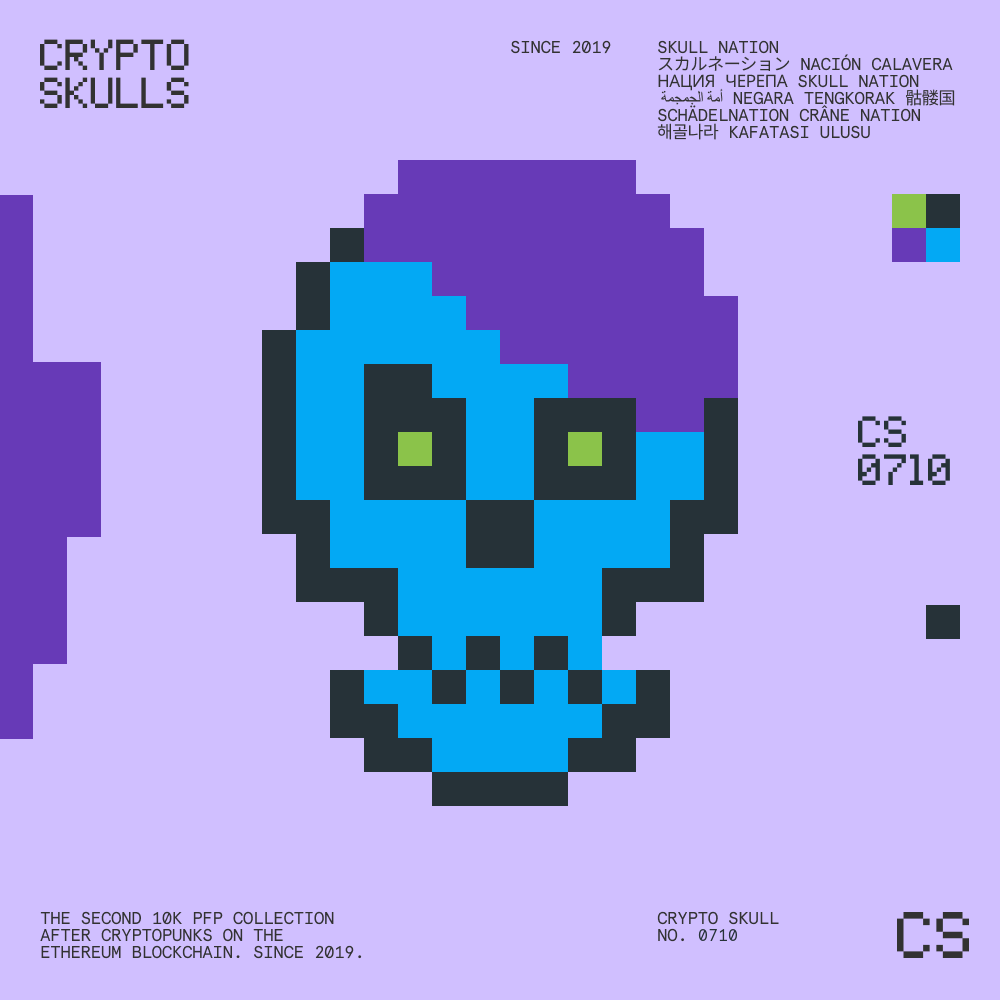 CRYPTO
SKULLS
SINCE 2019
SKULL NATION
スカルネーション NACIÓN CALAVERA
НАЦИЯ ЧЕРЕПА SKULL NATION
أمة الجمجمة NEGARA TENGKORAK 骷髅国
SCHÄDELNATION CRÂNE NATION
해골나라 KAFATASI ULUSU
CS
0710
THE SECOND 10K PFP COLLECTION
AFTER CRYPTOPUNKS ON THE
ETHEREUM BLOCKCHAIN. SINCE 2019.
CRYPTO SKULL
NO. 0710
CS